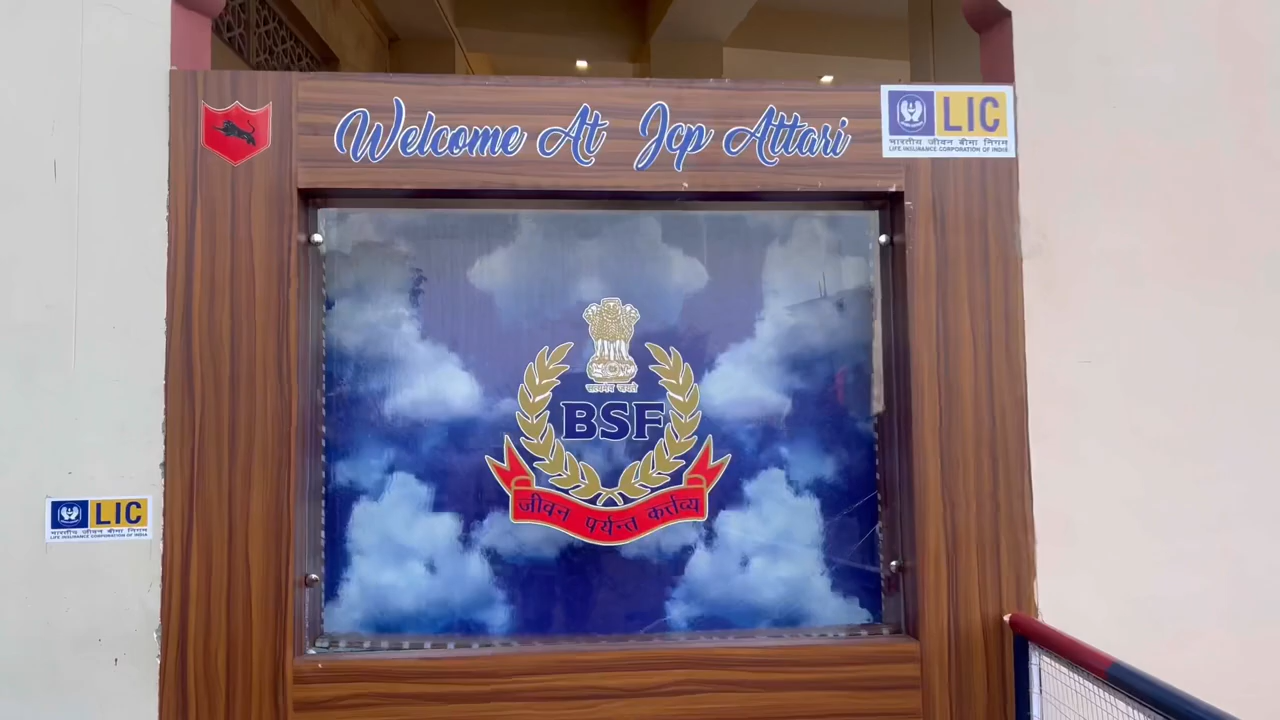 Welcome At Jcp Attari
LIC
भारतीय जीवन बीमा निगम
LIFE INSURANCE CORPORATION OF INDIA
सत्यमेव जयते
BSF
जीवन पर्यन्त कर्त्तव्य
LIC
भारतीय जीवन बीमा निगम
LIFE INSURANCE CORPORATION OF INDIA